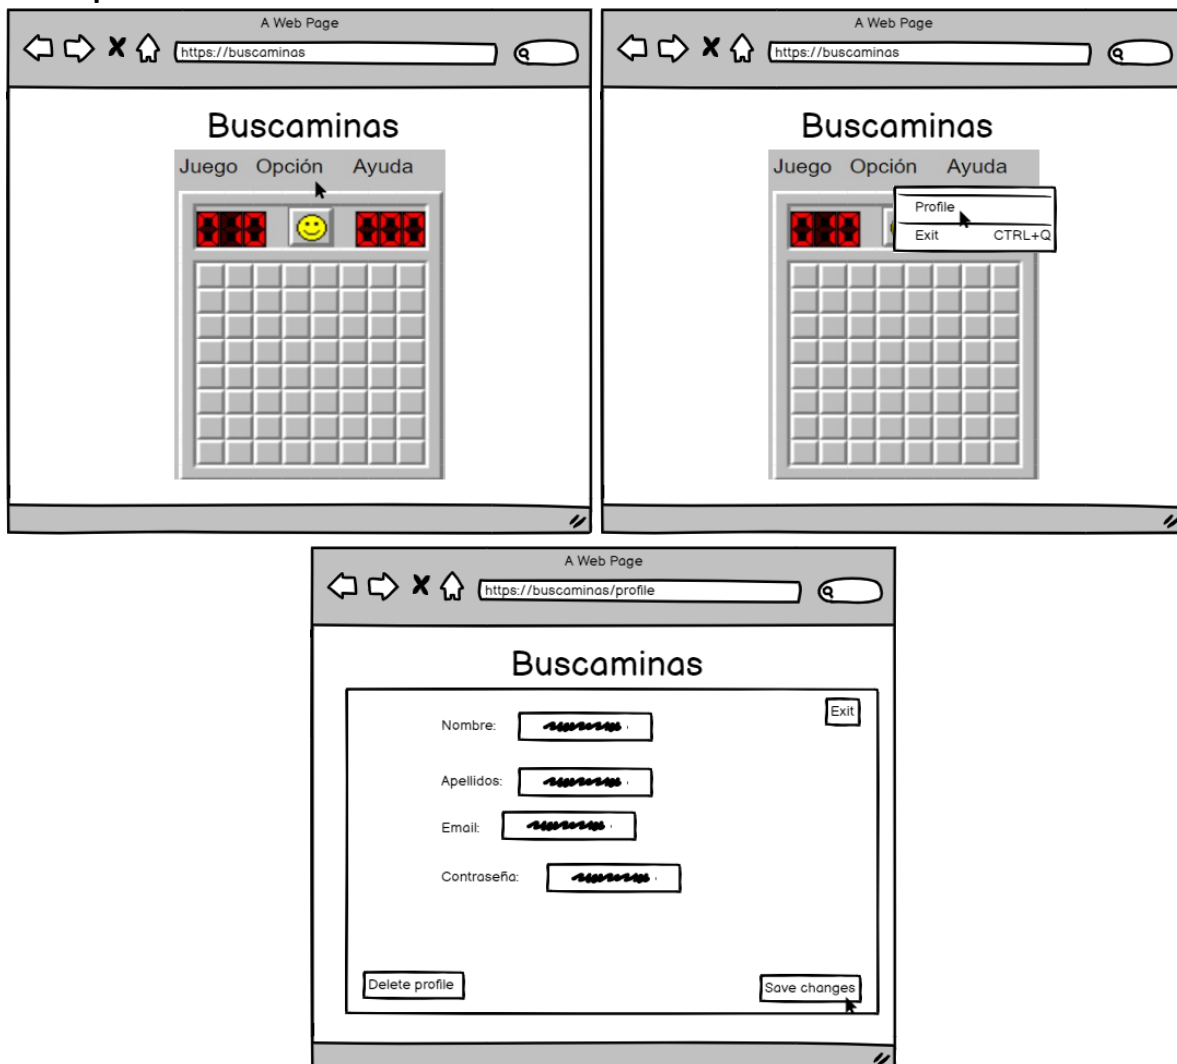 A Web Page
https://buscaminas
Buscaminas
Juego Opción Ayuda
A Web Page
https://buscaminas
Buscaminas
Juego Opción Ayuda
Profile
Exit CTRL+Q
A Web Page
https://buscaminas/profile
Buscaminas
Exit
Nombre:
Apellidos:
Email:
Contraseña:
Delete profile
Save changes